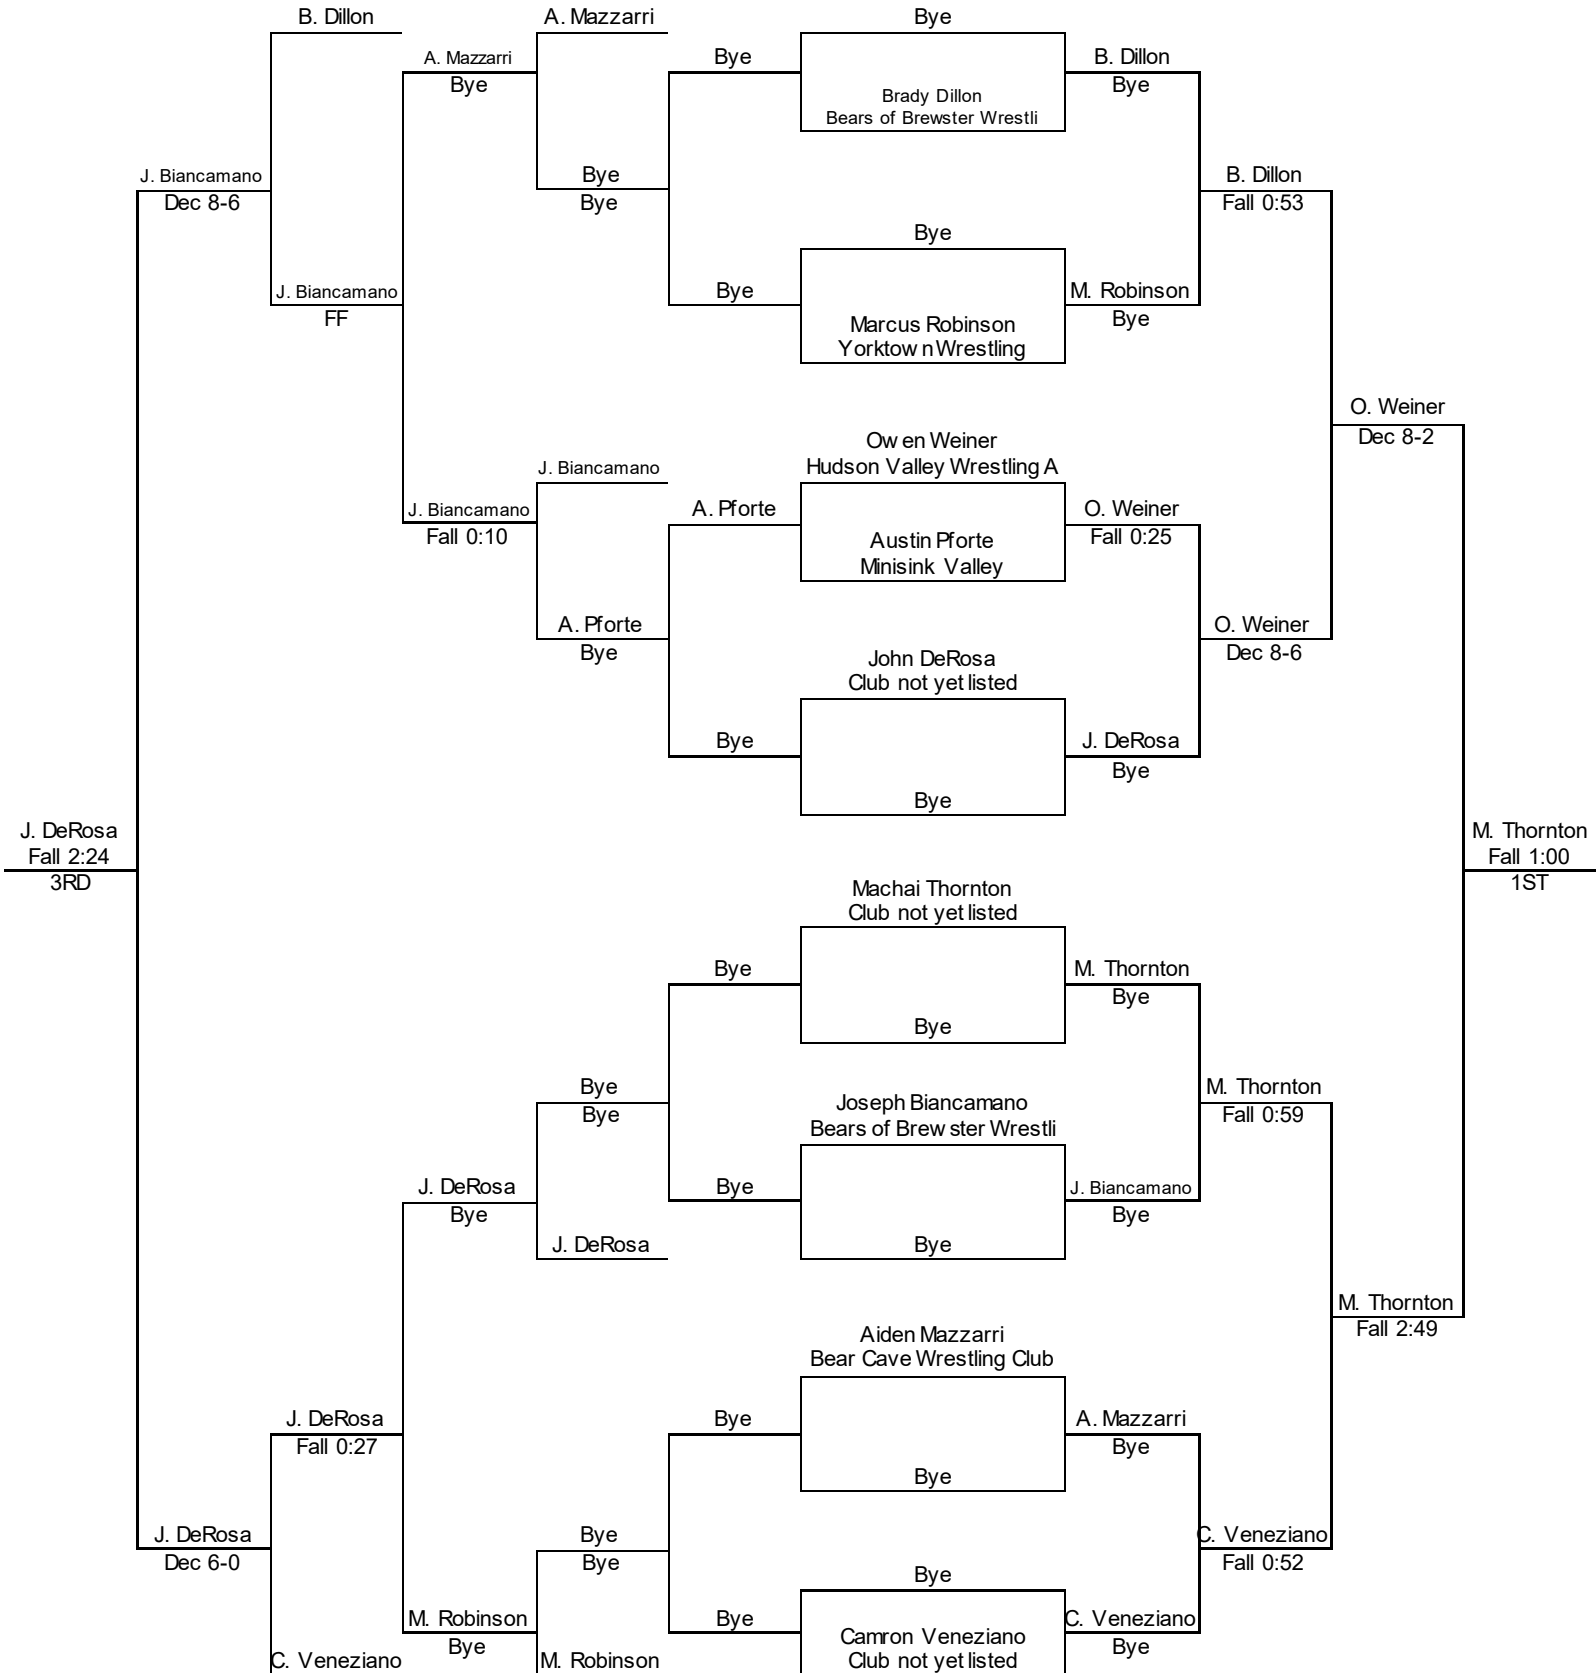 B. Dillon
A. Mazzarri
Bye
A. Mazzarri
Bye
Bye
B. Dillon
Bye
Brady Dillon
Bears of Brewster Wrestli
J. Biancamano
Dec 8-6
Bye
Bye
B. Dillon
Fall 0:53
Bye
J. Biancamano
FF
Bye
M. Robinson
Bye
Marcus Robinson
Yorktown Wrestling
O. Weiner
Dec 8-2
Owen Weiner
Hudson Valley Wrestling A
J. Biancamano
J. Biancamano
Fall 0:10
A. Pforte
O. Weiner
Fall 0:25
Austin Pforte
Minisink Valley
A. Pforte
Bye
O. Weiner
Dec 8-6
John DeRosa
Club not yet listed
Bye
J. DeRosa
Bye
Bye
J. DeRosa
Fall 2:24
3RD
M. Thornton
Fall 1:00
1ST
Machai Thornton
Club not yet listed
Bye
M. Thornton
Bye
Bye
Bye
Bye
M. Thornton
Fall 0:59
Joseph Biancamano
Bears of Brewster Wrestli
J. DeRosa
Bye
Bye
J. Biancamano
Bye
J. DeRosa
Bye
M. Thornton
Fall 2:49
Aiden Mazzarri
Bear Cave Wrestling Club
J. DeRosa
Fall 0:27
Bye
A. Mazzarri
Bye
Bye
J. DeRosa
Dec 6-0
Bye
Bye
C. Veneziano
Fall 0:52
Bye
M. Robinson
Bye
Bye
C. Veneziano
Bye
Camron Veneziano
Club not yet listed
C. Veneziano
M. Robinson